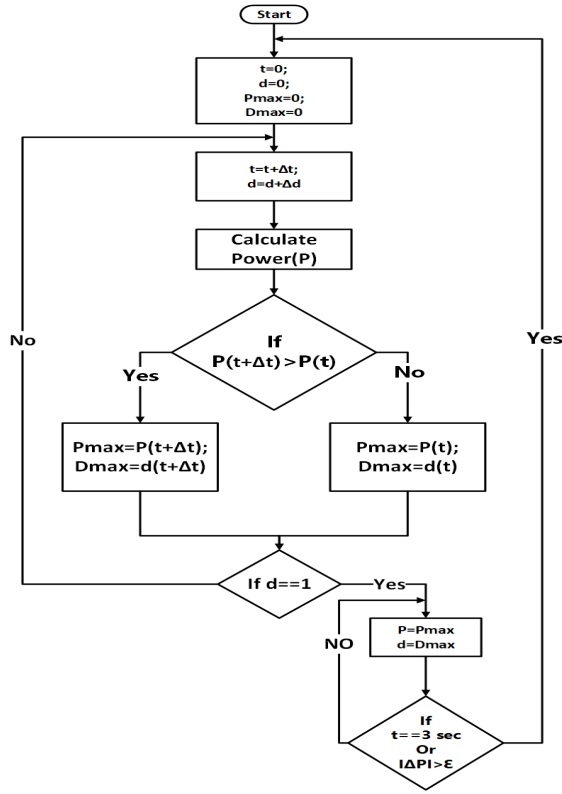 Start
t=0;
d=0;
Pmax=0;
Dmax=0
t=t+Δt;
d=d+Δd
Calculate
Power(P)
If
P(t+Δt)>P(t)
Yes
No
Pmax=P(t+Δt);
Dmax=d(t+Δt)
Pmax=P(t);
Dmax=d(t)
If d==1
Yes
No
P=Pmax
d=Dmax
NO
If
t==3 sec
Or
IΔPI>Ɛ
Yes